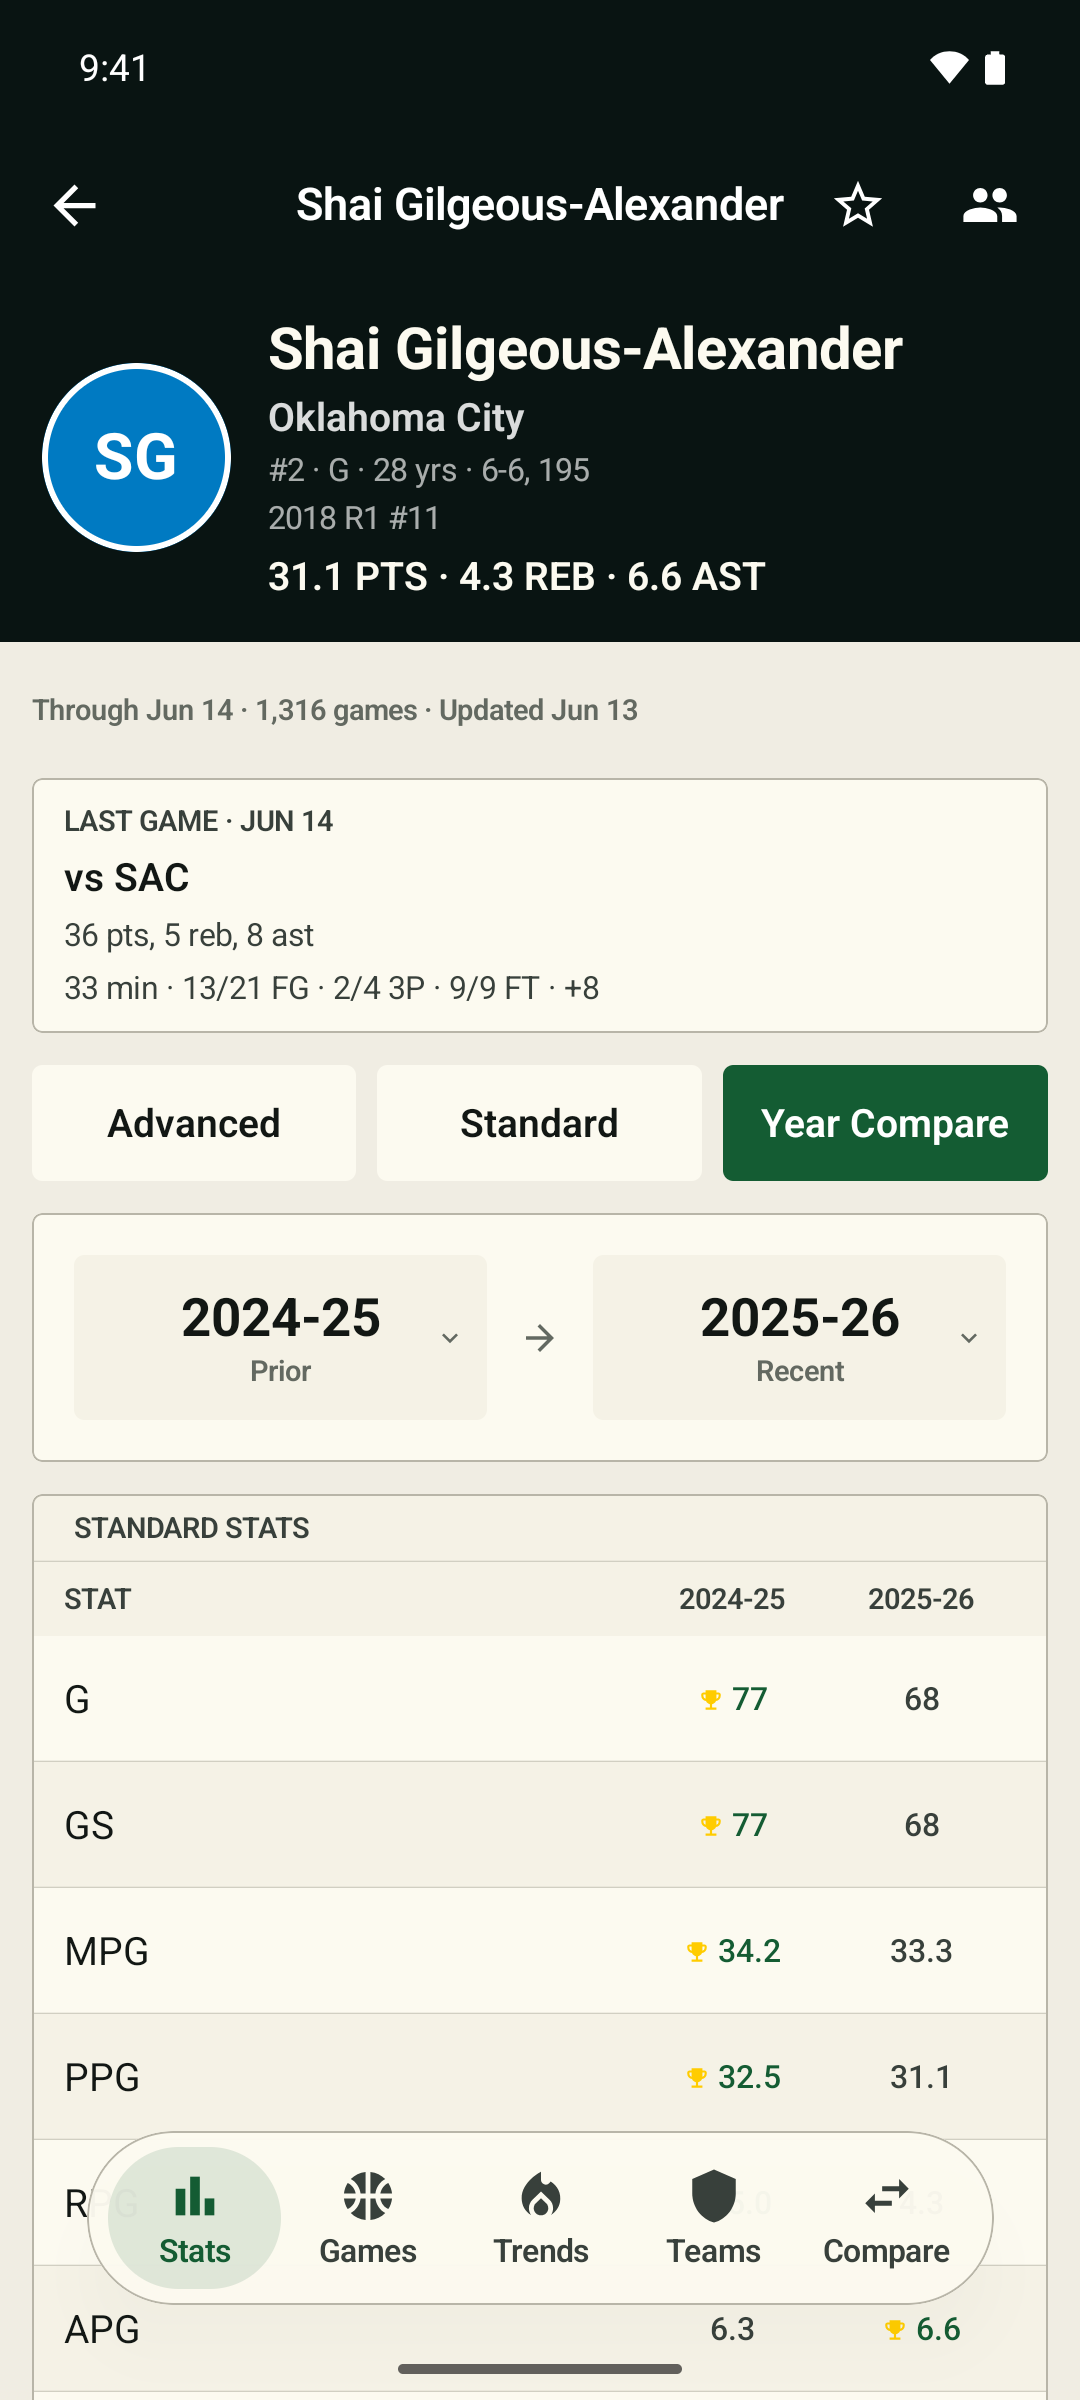 9:41
Shai Gilgeous-Alexander
SG
Shai Gilgeous-Alexander
Oklahoma City
#2 · G · 28 yrs · 6-6, 195
2018 R1 #11
31.1 PTS · 4.3 REB · 6.6 AST
Through Jun 14 · 1,316 games · Updated Jun 13
LAST GAME · JUN 14
vs SAC
36 pts, 5 reb, 8 ast
33 min · 13/21 FG · 2/4 3P · 9/9 FT · +8
Advanced Standard Year Compare
2024-25 2025-26
Prior Recent
STANDARD STATS
STAT 2024-25 2025-26
G 77 68
GS 77 68
MPG 34.2 33.3
PPG 32.5 31.1
RPG 4.3
Stats Games Trends Teams Compare
APG 6.3 6.6